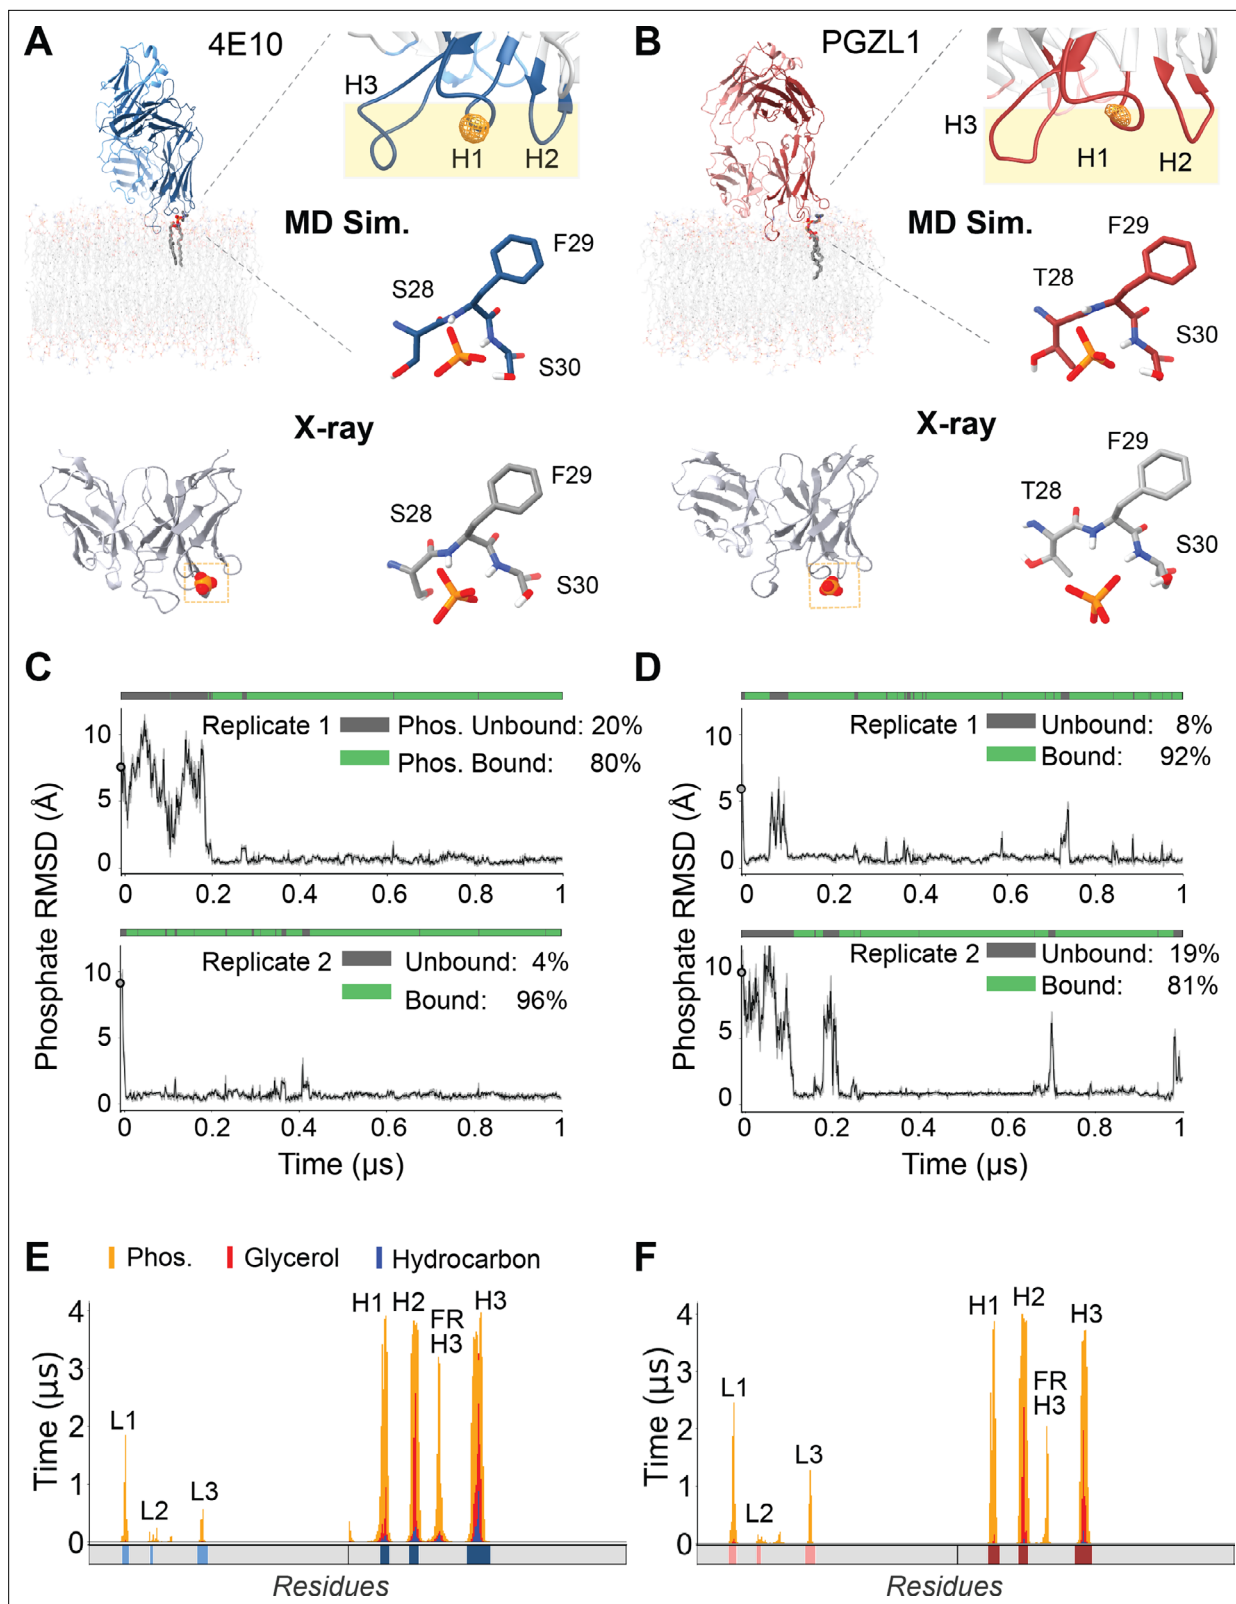 A
4E10
H3
H1
H2
MD Sim.
F29
S28
S30
X-ray
F29
S28
S30
B
PGZL1
H3
H1
H2
MD Sim.
F29
T28
S30
X-ray
F29
T28
S30
C
Phosphate RMSD (Å)
10
5
0
Replicate 1
Phos. Unbound: 20%
Phos. Bound: 80%
0 0.2 0.4 0.6 0.8 1
10
5
0
Replicate 2
Unbound: 4%
Bound: 96%
0 0.2 0.4 0.6 0.8 1
Time (µs)
D
Phosphate RMSD (Å)
10
5
0
Replicate 1
Unbound: 8%
Bound: 92%
0 0.2 0.4 0.6 0.8 1
10
5
0
Replicate 2
Unbound: 19%
Bound: 81%
0 0.2 0.4 0.6 0.8 1
Time (µs)
E
Phos. Glycerol Hydrocarbon
Time (µs)
4
3
2
1
0
L1
L2
L3
H1
H2
FR
H3
H3
Residues
F
Time (µs)
4
3
2
1
0
L1
L2
L3
H1
H2
FR
H3
H3
Residues